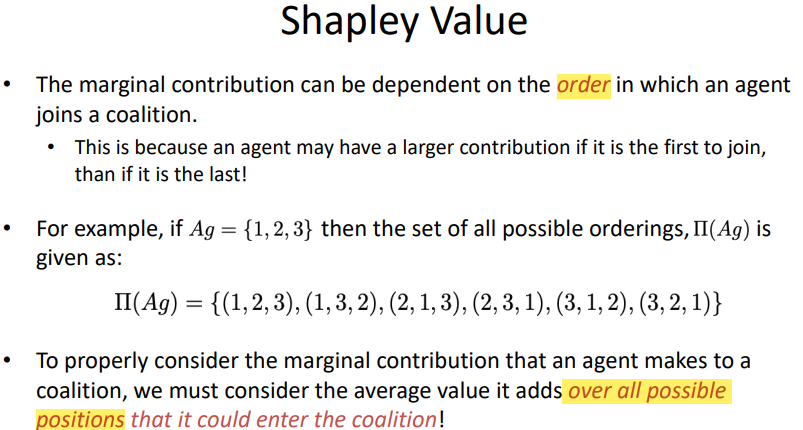 Shapley Value
• The marginal contribution can be dependent on the order in which an agent
joins a coalition.
• This is because an agent may have a larger contribution if it is the first to join,
than if it is the last!
• For example, if Ag = {1, 2, 3} then the set of all possible orderings, Π(Ag) is
given as:
Π(Ag) = {(1, 2, 3), (1, 3, 2), (2, 1, 3), (2, 3, 1), (3, 1, 2), (3, 2, 1)}
• To properly consider the marginal contribution that an agent makes to a
coalition, we must consider the average value it adds over all possible
positions that it could enter the coalition!